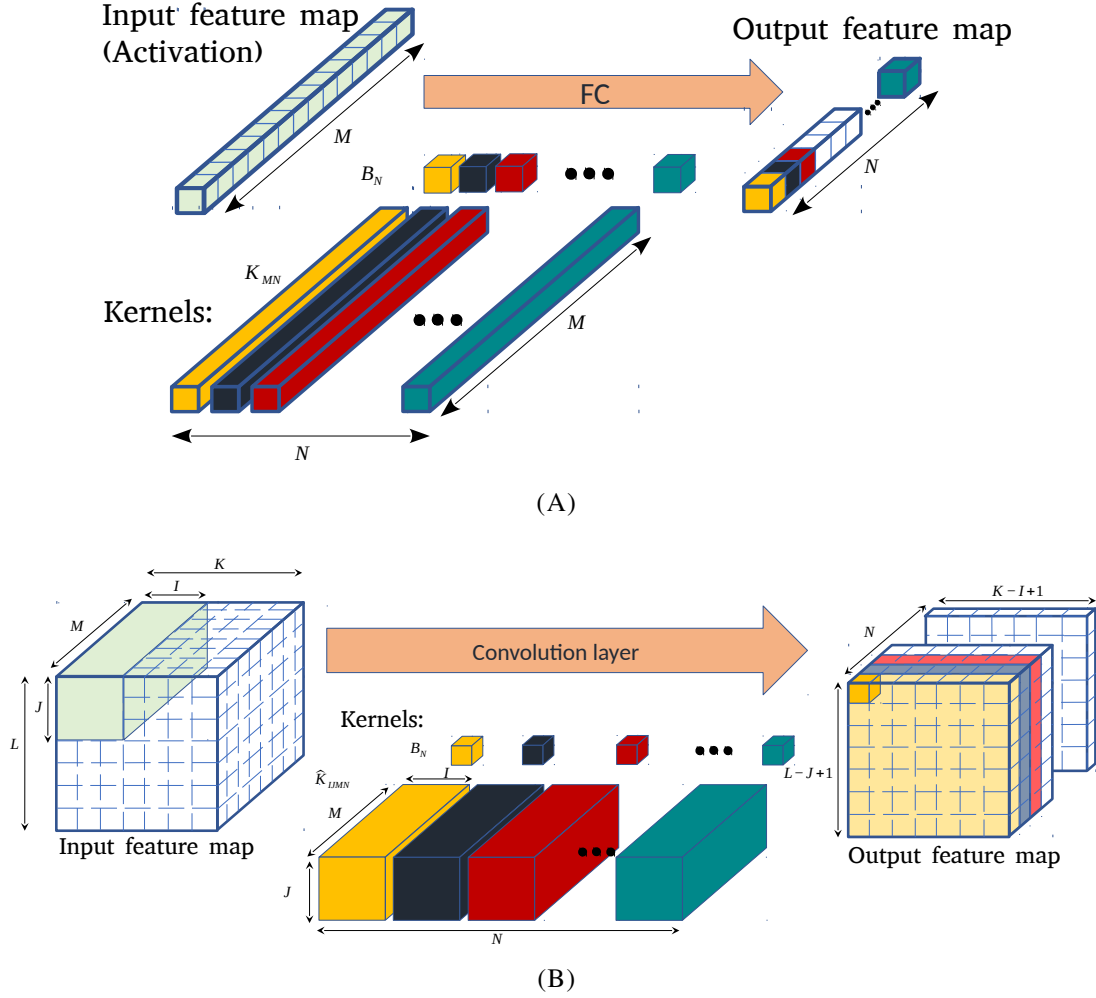 Input feature map
(Activation)
Output feature map
FC
M
N
B_N
K_MN
Kernels:
M
N
(A)
K
I
M
J
L
Input feature map
Convolution layer
Kernels:
B_N
K̂_IJMN
I
M
J
N
K−I+1
N
L−J+1
Output feature map
(B)